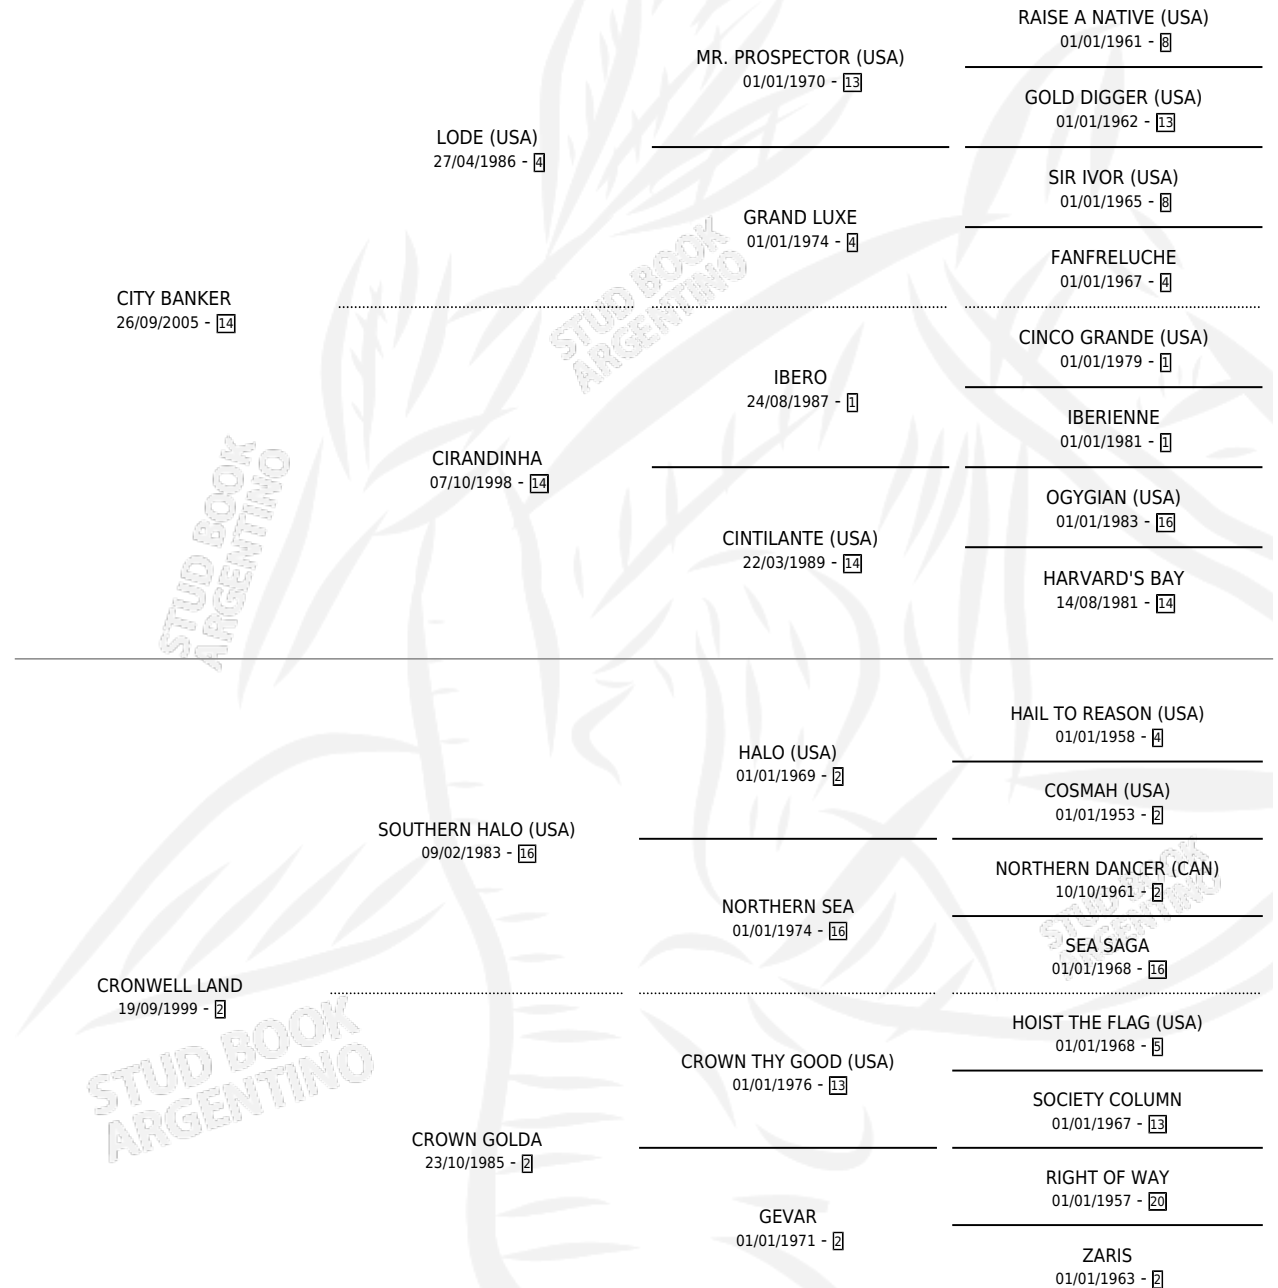 RAISE A NATIVE (USA)
01/01/1961 - 8
MR. PROSPECTOR (USA)
01/01/1970 - 13
GOLD DIGGER (USA)
01/01/1962 - 13
LODE (USA)
27/04/1986 - 4
SIR IVOR (USA)
01/01/1965 - 8
GRAND LUXE
01/01/1974 - 4
FANFRELUCHE
01/01/1967 - 4
CITY BANKER
26/09/2005 - 14
CINCO GRANDE (USA)
01/01/1979 - 1
IBERO
24/08/1987 - 1
IBERIENNE
01/01/1981 - 1
CIRANDINHA
07/10/1998 - 14
OGYGIAN (USA)
01/01/1983 - 16
CINTILANTE (USA)
22/03/1989 - 14
HARVARD'S BAY
14/08/1981 - 14
STUD BOOK
ARGENTINO
STUD BOOK
ARGENTINO
HAIL TO REASON (USA)
01/01/1958 - 4
HALO (USA)
01/01/1969 - 2
COSMAH (USA)
01/01/1953 - 2
SOUTHERN HALO (USA)
09/02/1983 - 16
NORTHERN DANCER (CAN)
10/10/1961 - 2
NORTHERN SEA
01/01/1974 - 16
SEA SAGA
01/01/1968 - 16
CRONWELL LAND
19/09/1999 - 2
HOIST THE FLAG (USA)
01/01/1968 - 5
CROWN THY GOOD (USA)
01/01/1976 - 13
SOCIETY COLUMN
01/01/1967 - 13
CROWN GOLDA
23/10/1985 - 2
RIGHT OF WAY
01/01/1957 - 20
GEVAR
01/01/1971 - 2
ZARIS
01/01/1963 - 2
STUD BOOK
ARGENTINO
STUD BOOK
ARGENTINO